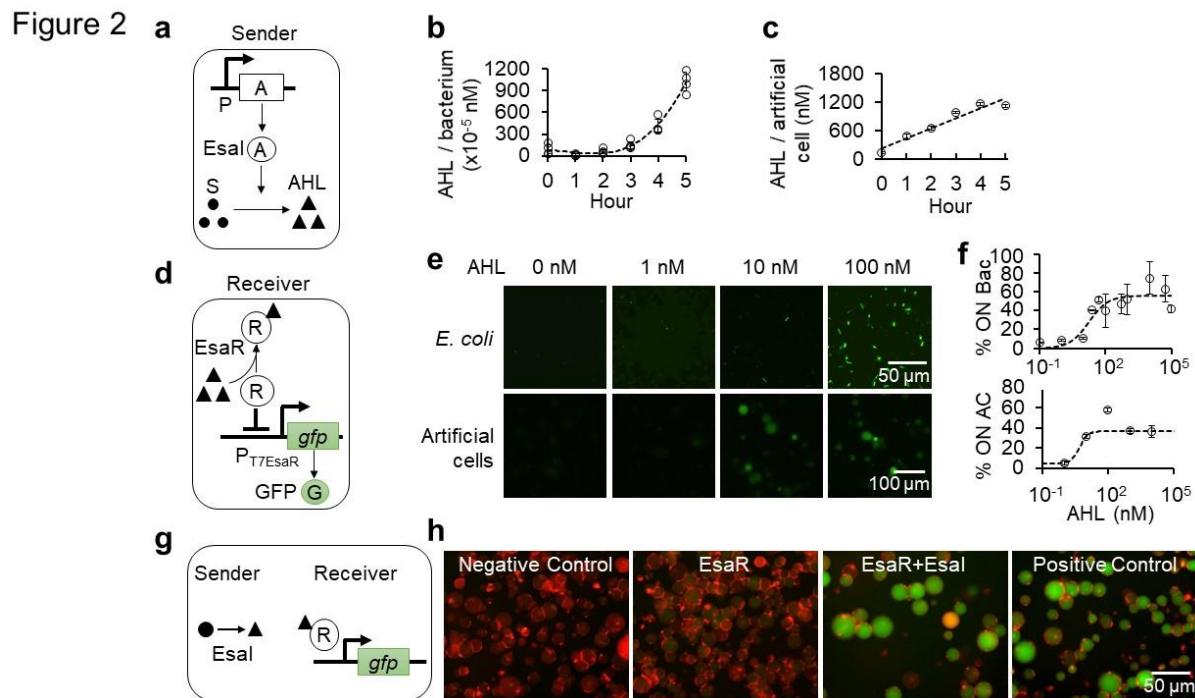 Figure 2
a
Sender
P
A
EsaI
A
S
AHL
b
AHL / bacterium
(x10⁻⁵ nM)
1200
900
600
300
0
0 1 2 3 4 5
Hour
c
AHL / artificial
cell (nM)
1800
1200
600
0
0 1 2 3 4 5
Hour
d
Receiver
R
EsaR
R
gfp
P_T7EsaR
GFP G
e
AHL 0 nM 1 nM 10 nM 100 nM
E. coli
50 µm
Artificial
cells
100 µm
f
% ON Bac
100
80
60
40
20
0
10⁻¹ 10² 10⁵
% ON AC
80
60
40
20
0
10⁻¹ 10² 10⁵
AHL (nM)
g
Sender Receiver
R
EsaI
gfp
h
Negative Control EsaR EsaR+EsaI Positive Control
50 µm